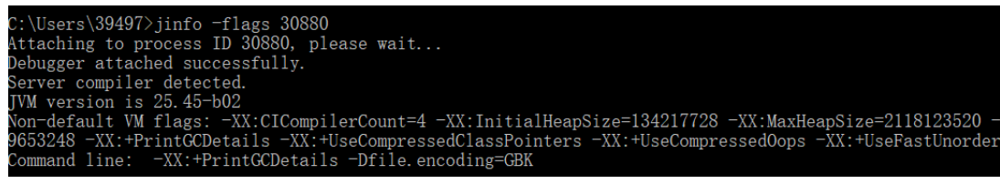 C:\Users\39497>jinfo -flags 30880
Attaching to process ID 30880, please wait...
Debugger attached successfully.
Server compiler detected.
JVM version is 25.45-b02
Non-default VM flags: -XX:CICompilerCount=4 -XX:InitialHeapSize=134217728 -XX:MaxHeapSize=2118123520 -
9653248 -XX:+PrintGCDetails -XX:+UseCompressedClassPointers -XX:+UseCompressedOops -XX:+UseFastUnorder
Command line:  -XX:+PrintGCDetails -Dfile.encoding=GBK